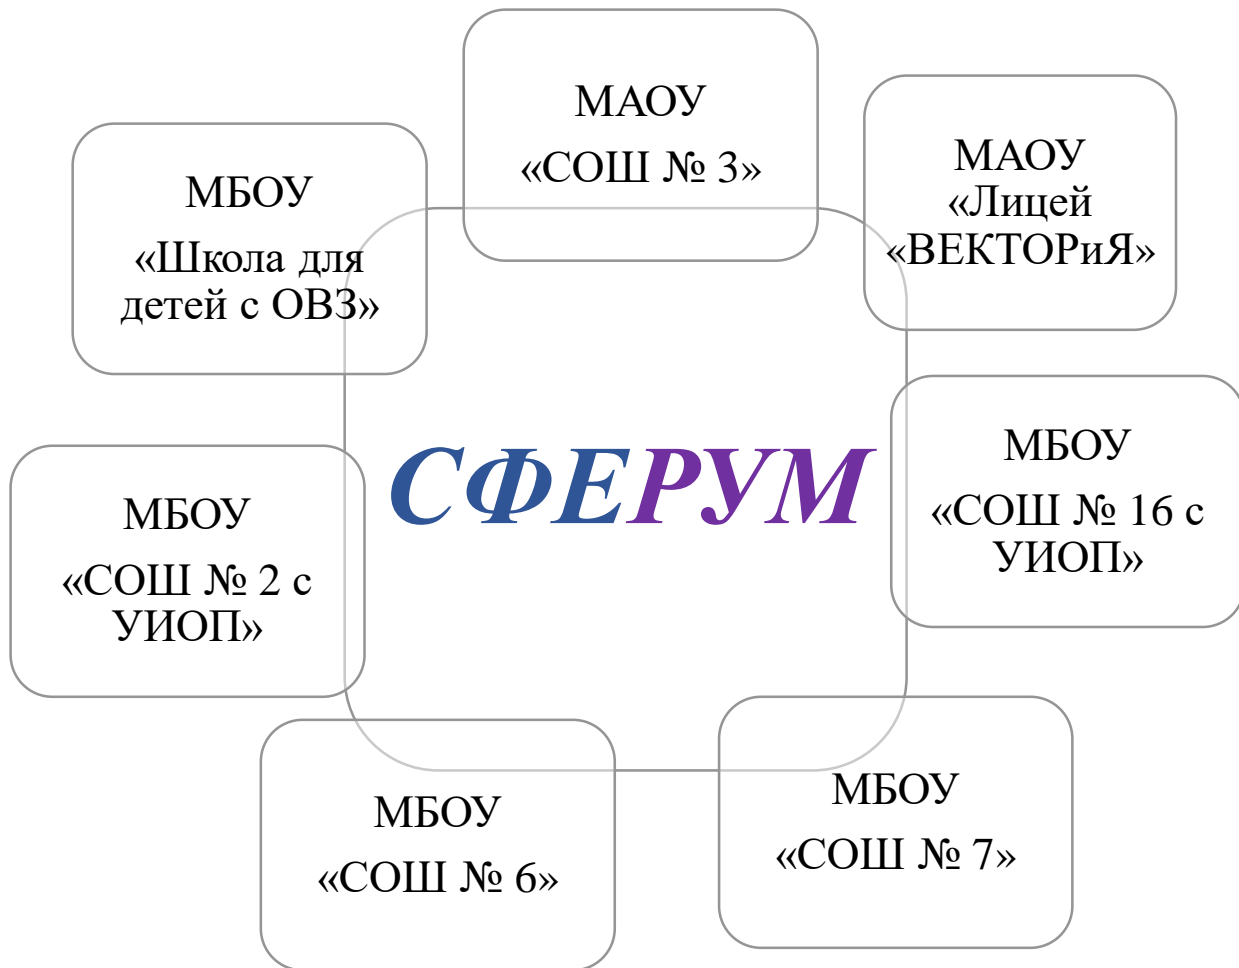 МАОУ
«СОШ № 3»
МАОУ
«Лицей
«ВЕКТОРиЯ»
МБОУ
«СОШ № 16 с
УИОП»
МБОУ
«СОШ № 7»
МБОУ
«СОШ № 6»
МБОУ
«СОШ № 2 с
УИОП»
МБОУ
«Школа для
детей с ОВЗ»
СФЕРУМ